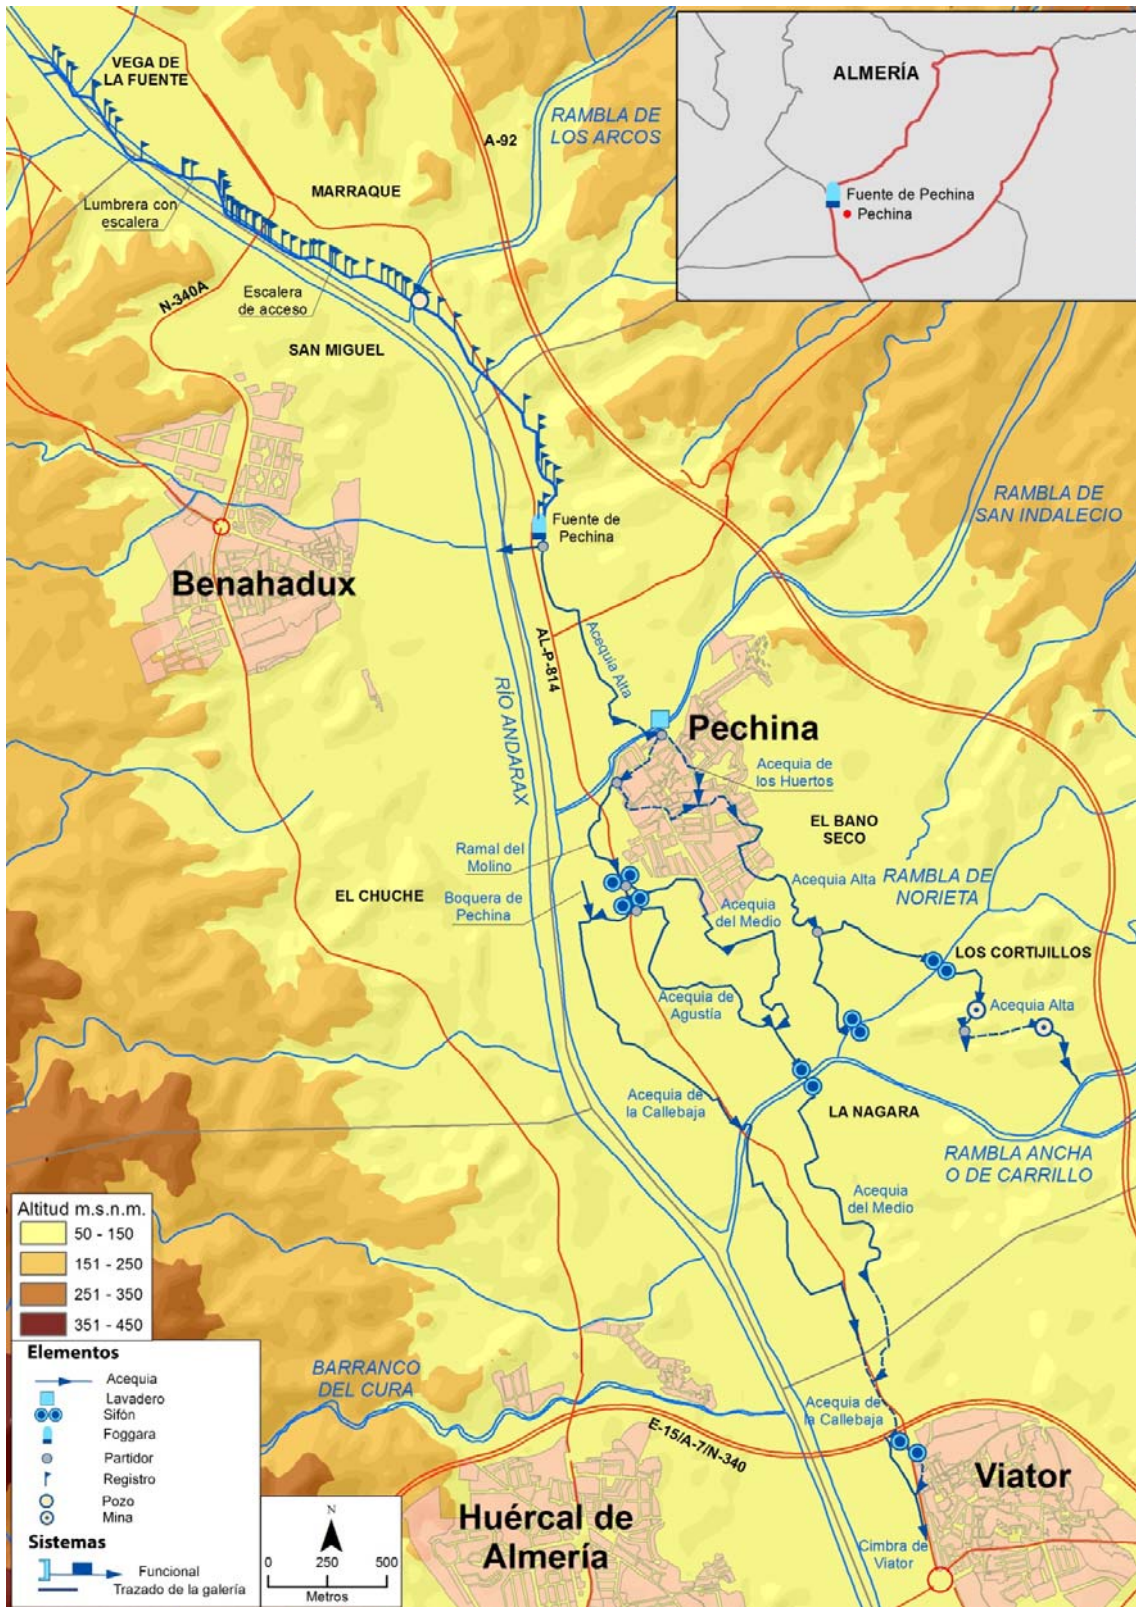 VEGA DE
LA FUENTE
RAMBLA DE
LOS ARCOS
A-92
MARRAQUE
Lumbrera con
escalera
Escalera
de acceso
N-340A
SAN MIGUEL
ALMERÍA
Fuente de Pechina
Pechina
RAMBLA DE
SAN INDALECIO
Fuente de
Pechina
Benahadux
Acequia Alta
AL-P-814
RÍO ANDARAX
Pechina
Acequia de
los Huertos
EL BANO
SECO
Ramal del
Molino
Acequia Alta
RAMBLA DE
NORIETA
EL CHUCHE
Boquera de
Pechina
Acequia
del Medio
LOS CORTIJILLOS
Acequia de
Agustía
Acequia Alta
Acequia de
la Callebaja
LA NAGARA
RAMBLA ANCHA
O DE CARRILLO
Acequia
del Medio
Altitud m.s.n.m.
50 - 150
151 - 250
251 - 350
351 - 450
Elementos
Acequia
Lavadero
Sifón
Foggara
Partidor
Registro
Pozo
Mina
Sistemas
Funcional
Trazado de la galería
BARRANCO
DEL CURA
Acequia de
la Callebaja
E-15/A-7/N-340
Viator
Huércal de
Almería
Cimbra de
Viator
N
0 250 500
Metros